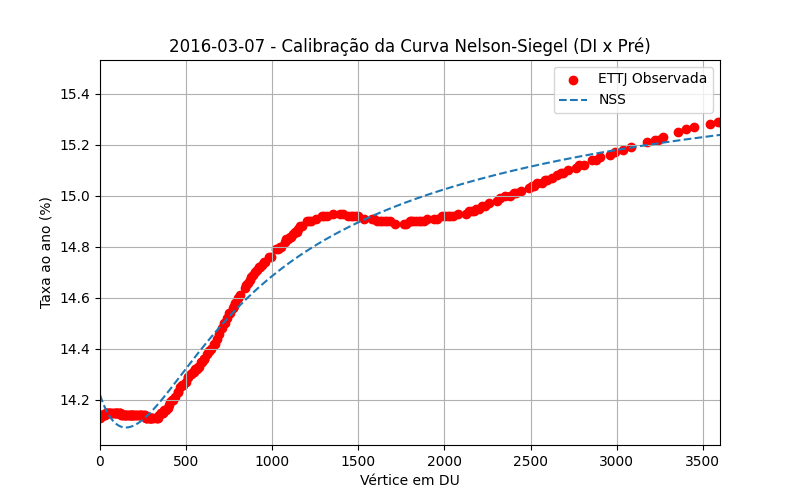 2016-03-07 - Calibração da Curva Nelson-Siegel (DI x Pré)
ETTJ Observada
NSS
Taxa ao ano (%)
15.4
15.2
15.0
14.8
14.6
14.4
14.2
0 500 1000 1500 2000 2500 3000 3500
Vértice em DU